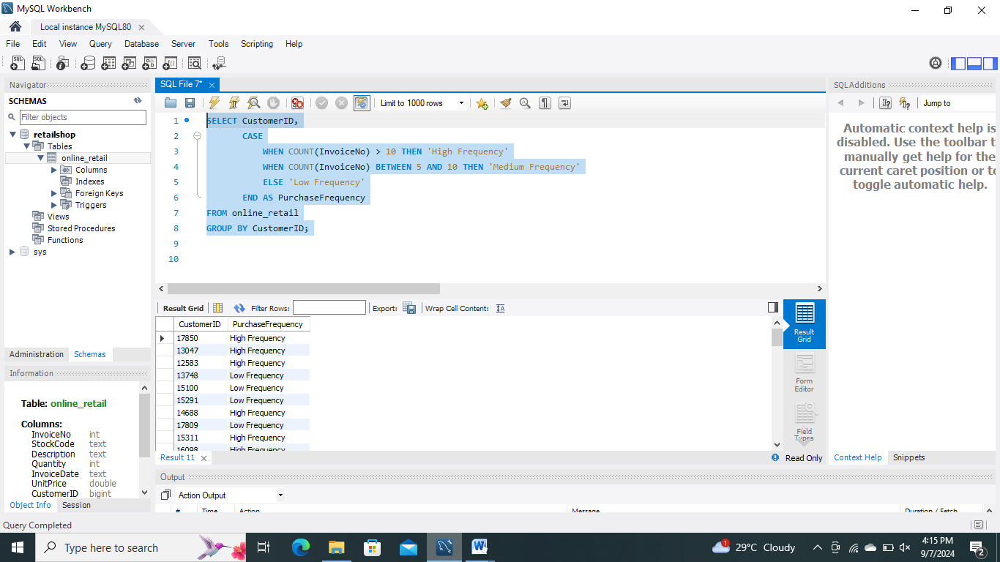 MySQL Workbench
Local instance MySQL80
File Edit View Query Database Server Tools Scripting Help
Navigator
SCHEMAS
Filter objects
retailshop
Tables
online_retail
Columns
Indexes
Foreign Keys
Triggers
Views
Stored Procedures
Functions
sys
Administration Schemas
Information
Table: online_retail
Columns:
InvoiceNo int
StockCode text
Description text
Quantity int
InvoiceDate text
UnitPrice double
CustomerID bigint
Object Info Session
SQL File 7*
Limit to 1000 rows
1 SELECT CustomerID,
2 CASE
3 WHEN COUNT(InvoiceNo) > 10 THEN 'High Frequency'
4 WHEN COUNT(InvoiceNo) BETWEEN 5 AND 10 THEN 'Medium Frequency'
5 ELSE 'Low Frequency'
6 END AS PurchaseFrequency
7 FROM online_retail
8 GROUP BY CustomerID;
9
10
Result Grid Filter Rows: Export: Wrap Cell Content:
CustomerID PurchaseFrequency
17850 High Frequency
13047 High Frequency
12583 High Frequency
13748 Low Frequency
15100 Low Frequency
15291 Low Frequency
14688 High Frequency
17809 Low Frequency
15311 High Frequency
16098 High Frequency
Result Grid
Form Editor
Field Types
Result 11
Read Only
Output
Action Output
# Time Action Message Duration / Fetch
SQLAdditions
Jump to
Automatic context help is
disabled. Use the toolbar t
manually get help for the
current caret position or to
toggle automatic help.
Context Help Snippets
Query Completed
Type here to search
1
29°C Cloudy
4:15 PM
9/7/2024
2